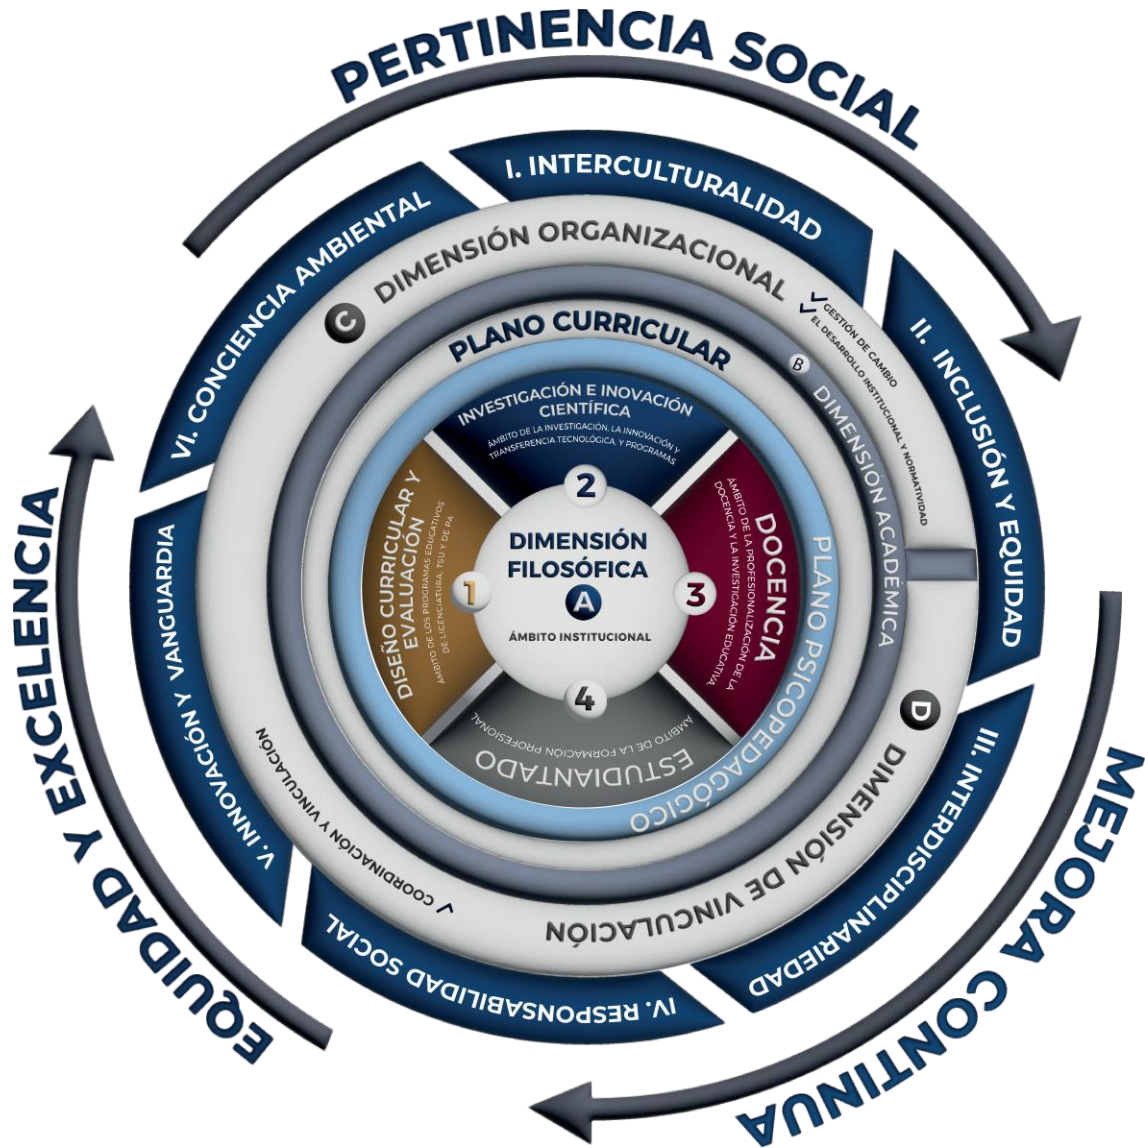 PERTINENCIA SOCIAL
MEJORA CONTINUA
EQUIDAD Y EXCELENCIA
I. INTERCULTURALIDAD
II. INCLUSIÓN Y EQUIDAD
III. INTERDISCIPLINARIEDAD
IV. RESPONSABILIDAD SOCIAL
V. INNOVACIÓN Y VANGUARDIA
VI. CONCIENCIA AMBIENTAL
C DIMENSIÓN ORGANIZACIONAL
✓ GESTIÓN DE CAMBIO
✓ EL DESARROLLO INSTITUCIONAL Y NORMATIVIDAD
D DIMENSIÓN DE VINCULACIÓN
✓ COORDINACIÓN Y VINCULACIÓN
B DIMENSIÓN ACADÉMICA
PLANO CURRICULAR
PLANO PSICOPEDAGÓGICO
INVESTIGACIÓN E INOVACIÓN
CIENTÍFICA
ÁMBITO DE LA INVESTIGACIÓN, LA INNOVACIÓN Y
TRANSFERENCIA TECNOLÓGICA, Y PROGRAMAS
2
DISEÑO CURRICULAR Y
EVALUACIÓN
ÁMBITO DE LOS PROGRAMAS EDUCATIVOS
DE LICENCIATURA, TSU Y DE PA
1
DOCENCIA
ÁMBITO DE LA PROFESIONALIZACIÓN DE LA
DOCENCIA Y LA INVESTIGACIÓN EDUCATIVA,
3
ESTUDIANTADO
ÁMBITO DE LA FORMACIÓN PROFESIONAL
4
DIMENSIÓN
FILOSÓFICA
A
ÁMBITO INSTITUCIONAL